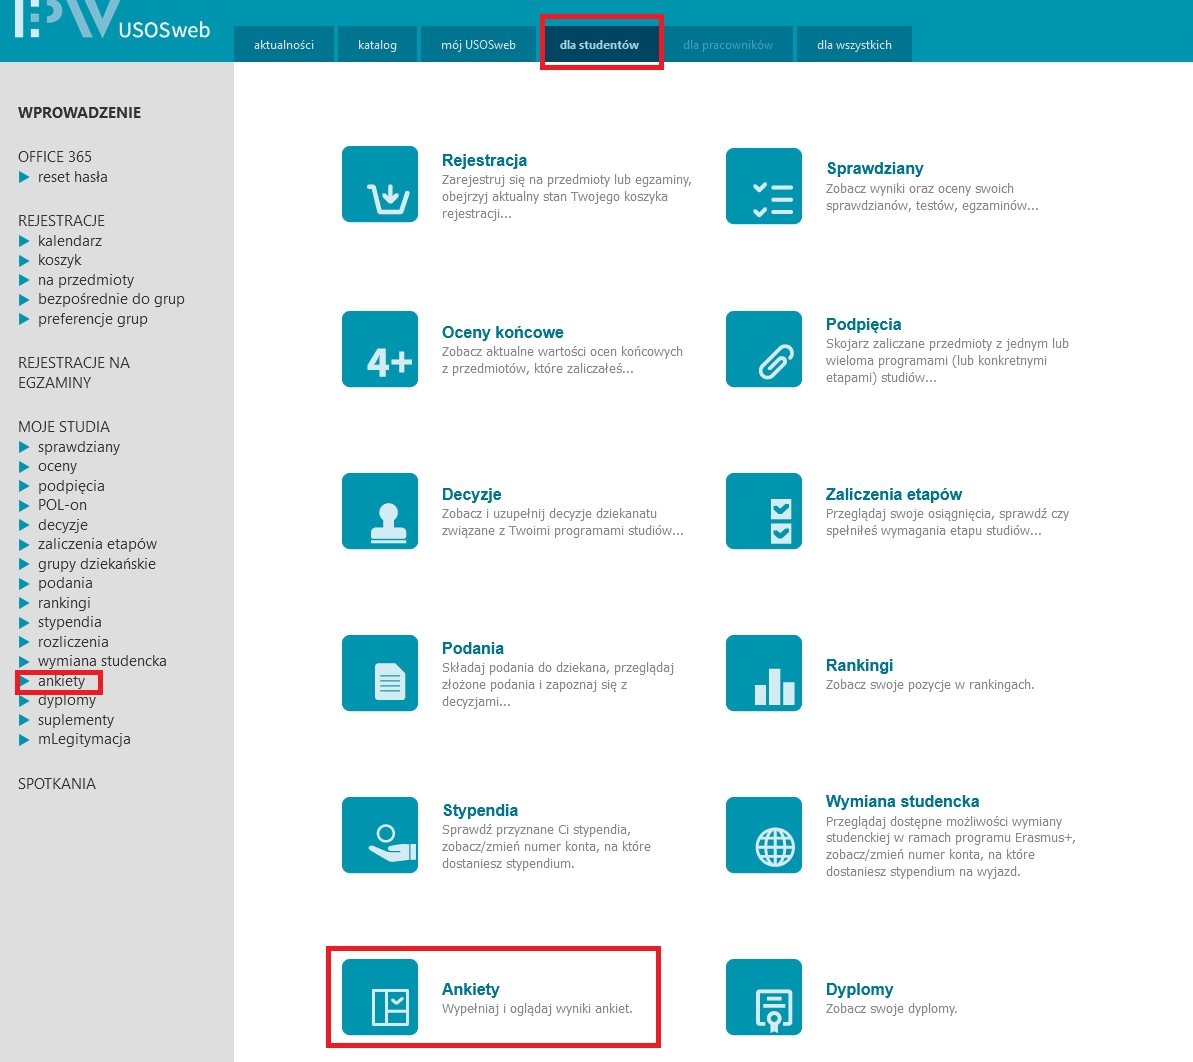 PW USOSweb
aktualności
katalog
mój USOSweb
dla studentów
dla pracowników
dla wszystkich
WPROWADZENIE
OFFICE 365
reset hasła
REJESTRACJE
kalendarz
koszyk
na przedmioty
bezpośrednie do grup
preferencje grup
REJESTRACJE NA
EGZAMINY
MOJE STUDIA
sprawdziany
oceny
podpięcia
POL-on
decyzje
zaliczenia etapów
grupy dziekańskie
podania
rankingi
stypendia
rozliczenia
wymiana studencka
ankiety
dyplomy
suplementy
mLegitymacja
SPOTKANIA
Rejestracja
Zarejestruj się na przedmioty lub egzaminy,
obejrzyj aktualny stan Twojego koszyka
rejestracji...
Sprawdziany
Zobacz wyniki oraz oceny swoich
sprawdzianów, testów, egzaminów...
4+
Oceny końcowe
Zobacz aktualne wartości ocen końcowych
z przedmiotów, które zaliczałeś...
Podpięcia
Skojarz zaliczane przedmioty z jednym lub
wieloma programami (lub konkretnymi
etapami) studiów...
Decyzje
Zobacz i uzupełnij decyzje dziekanatu
związane z Twoimi programami studiów...
Zaliczenia etapów
Przeglądaj swoje osiągnięcia, sprawdź czy
spełniłeś wymagania etapu studiów...
Podania
Składaj podania do dziekana, przeglądaj
złożone podania i zapoznaj się z
decyzjami...
Rankingi
Zobacz swoje pozycje w rankingach.
Stypendia
Sprawdź przyznane Ci stypendia,
zobacz/zmień numer konta, na które
dostaniesz stypendium.
Wymiana studencka
Przeglądaj dostępne możliwości wymiany
studenckiej w ramach programu Erasmus+,
zobacz/zmień numer konta, na które
dostaniesz stypendium na wyjazd.
Ankiety
Wypełniaj i oglądaj wyniki ankiet.
Dyplomy
Zobacz swoje dyplomy.